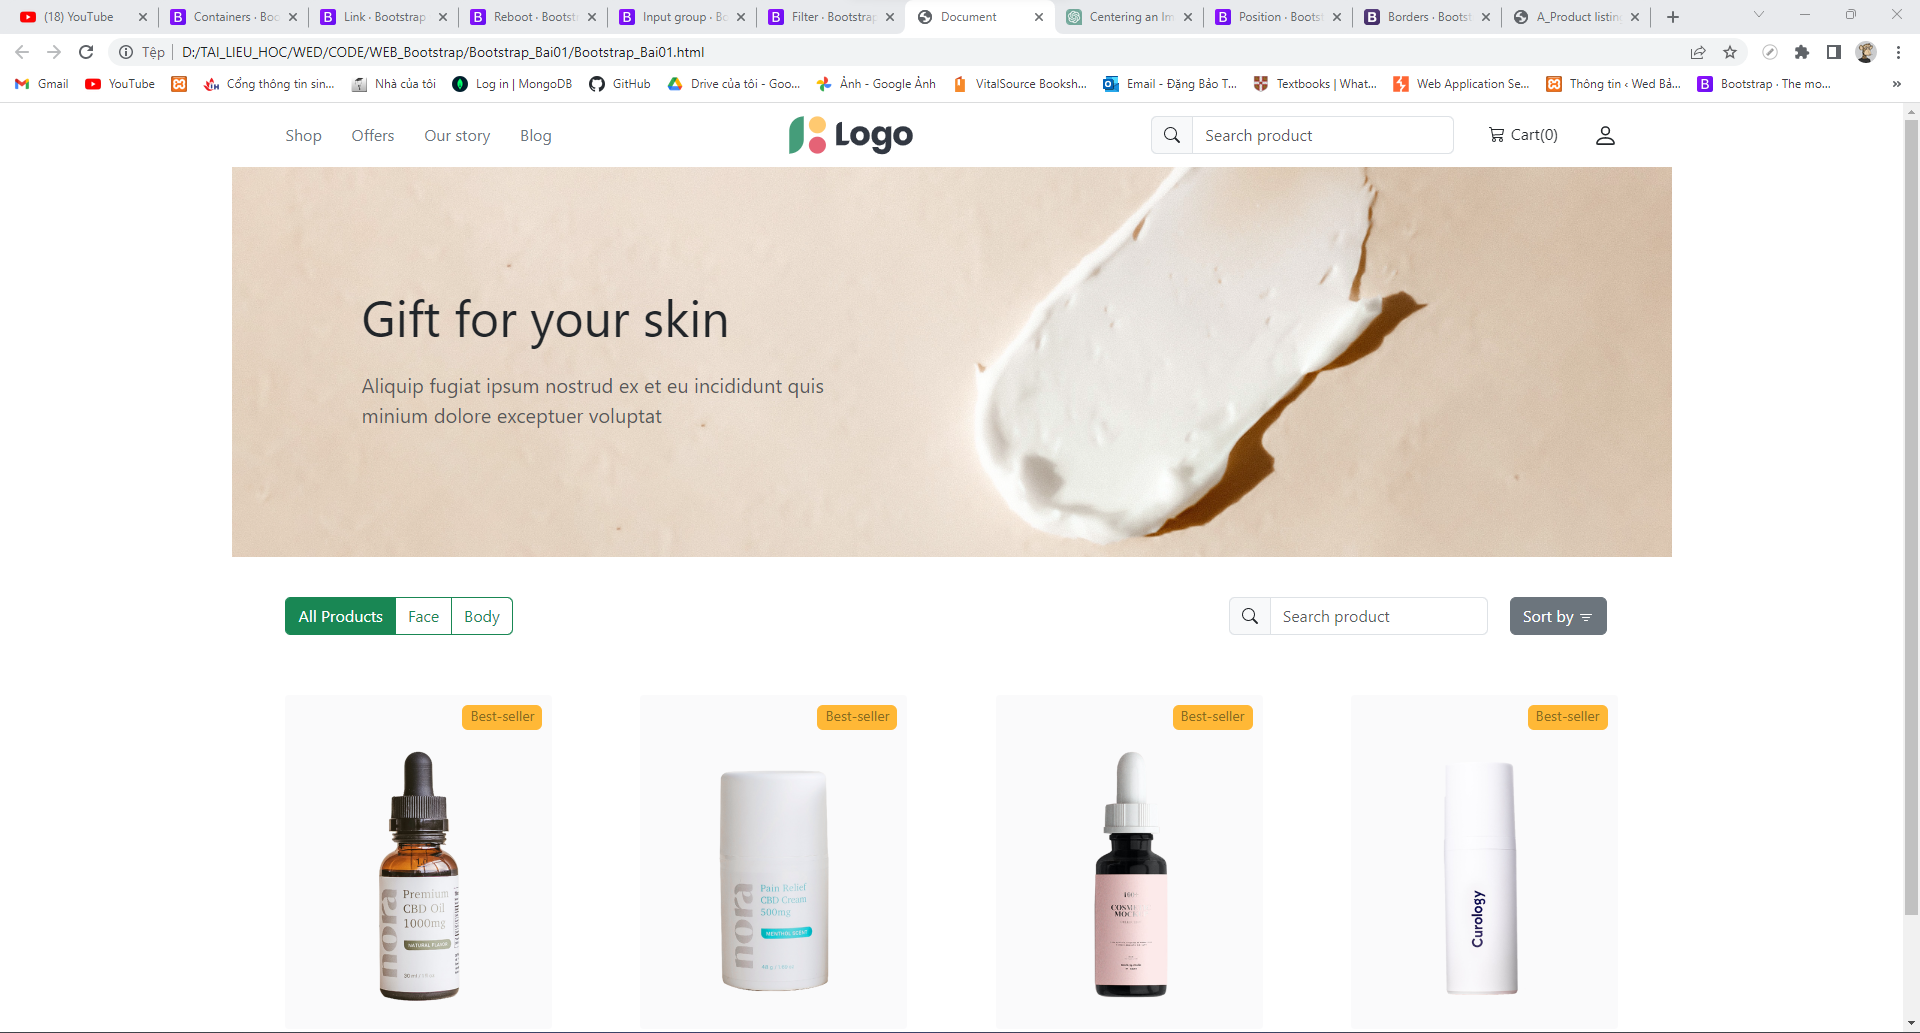 (18) YouTube
Containers · Boo
Link · Bootstrap
Reboot · Bootst
Input group · Bo
Filter · Bootstrap
Document
Centering an Im
Position · Bootst
Borders · Bootst
A_Product listin
Tệp
D:/TAI_LIEU_HOC/WED/CODE/WEB_Bootstrap/Bootstrap_Bai01/Bootstrap_Bai01.html
Gmail
YouTube
Cổng thông tin sin...
Nhà của tôi
Log in | MongoDB
GitHub
Drive của tôi - Goo...
Ảnh - Google Ảnh
VitalSource Booksh...
Email - Đặng Bảo T...
Textbooks | What...
Web Application Se...
Thông tin ‹ Wed Bả...
Bootstrap · The mo...
»
Shop
Offers
Our story
Blog
Logo
Search product
Cart(0)
Gift for your skin
Aliquip fugiat ipsum nostrud ex et eu incididunt quis
minium dolore exceptuer voluptat
All Products
Face
Body
Search product
Sort by
Best-seller
Best-seller
Best-seller
Best-seller
nora
Premium
CBD Oil
1000mg
NATURAL FLAVOR
nora
Pain Relief
CBD Cream
500mg
MENTHOL SCENT
Curology